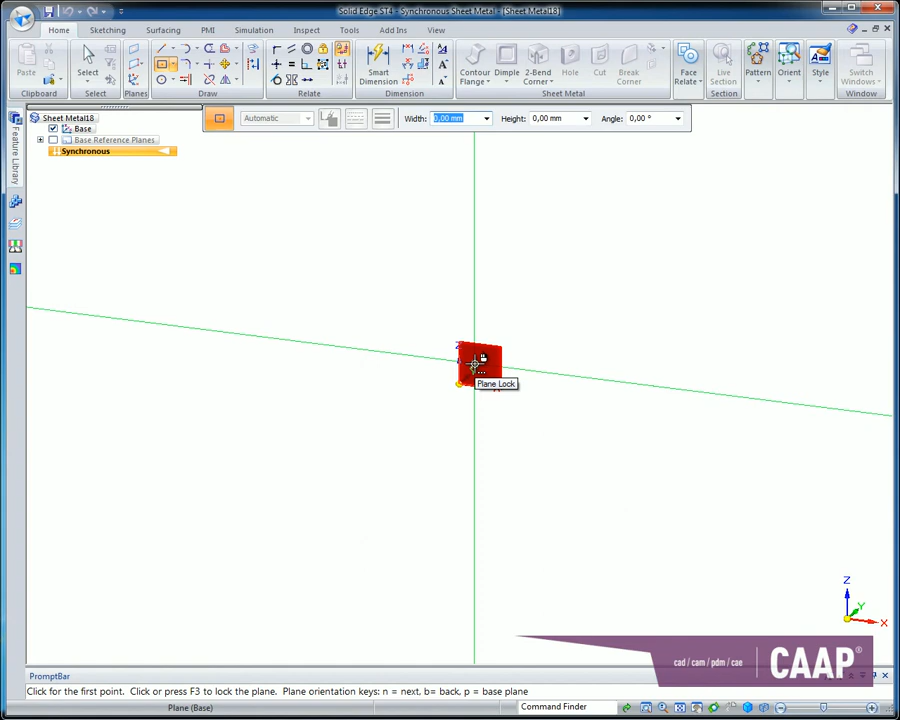 Solid Edge ST4 - Synchronous Sheet Metal - [Sheet Metal18]
Home Sketching Surfacing PMI Simulation Inspect Tools Add Ins View
Paste
Select
Smart Dimension
Contour Flange
Dimple
2-Bend Corner
Hole
Cut
Break Corner
Face Relate
Live Section
Pattern
Orient
Style
Switch Windows
Clipboard Select Planes Draw Relate Dimension Sheet Metal Section Window
Sheet Metal18
Automatic
Width: 0,00 mm Height: 0,00 mm Angle: 0,00 °
Base
Base Reference Planes
Synchronous
Feature Library
Plane Lock
Z
Y
X
cad / cam / pdm / cae
CAAP®
PromptBar
Click for the first point. Click or press F3 to lock the plane. Plane orientation keys: n = next, b= back, p = base plane
Plane (Base)
Command Finder